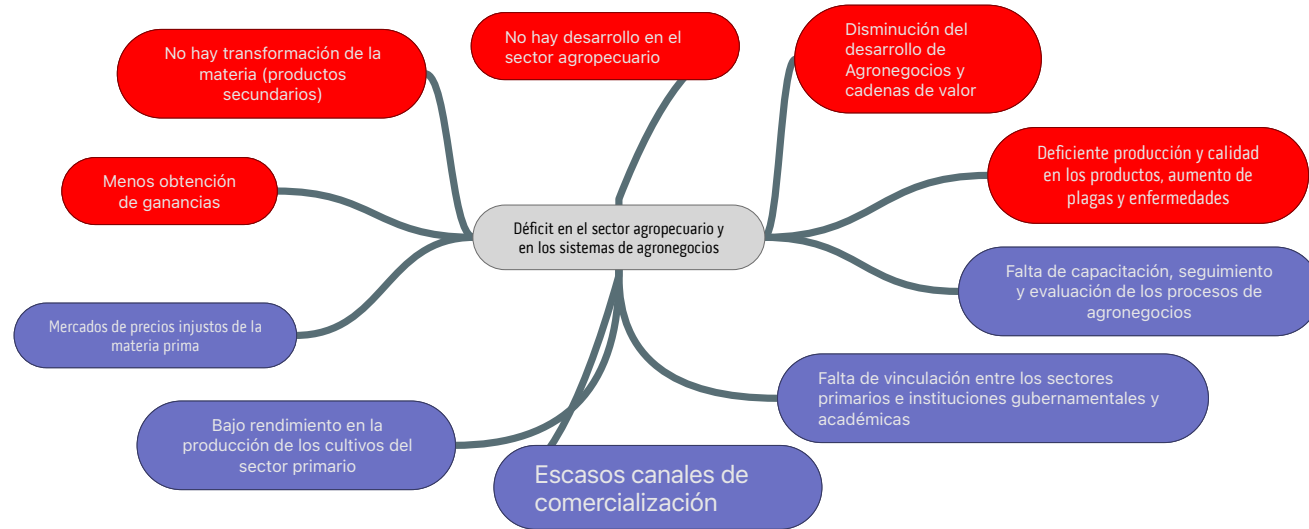 No hay transformación de la
materia (productos
secundarios)
No hay desarrollo en el
sector agropecuario
Disminución del
desarrollo de
Agronegocios y
cadenas de valor
Menos obtención
de ganancias
Deficiente producción y calidad
en los productos, aumento de
plagas y enfermedades
Déficit en el sector agropecuario y
en los sistemas de agronegocios
Mercados de precios injustos de la
materia prima
Falta de capacitación, seguimiento
y evaluación de los procesos de
agronegocios
Bajo rendimiento en la
producción de los cultivos del
sector primario
Escasos canales de
comercialización
Falta de vinculación entre los sectores
primarios e instituciones gubernamentales y
académicas